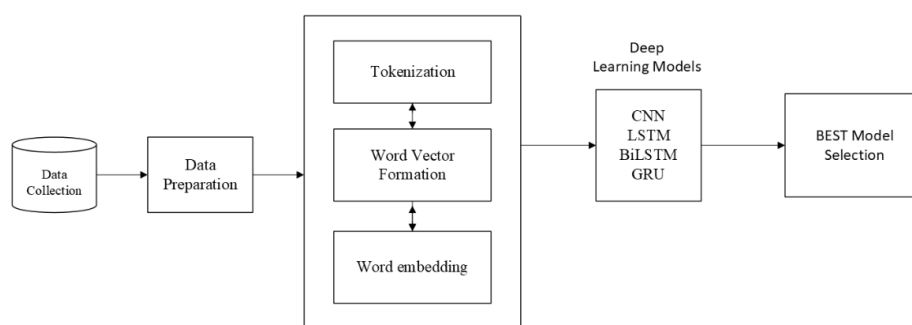 Data
Collection
Data
Preparation
Tokenization
Word Vector
Formation
Word embedding
Deep
Learning Models
CNN
LSTM
BiLSTM
GRU
BEST Model
Selection